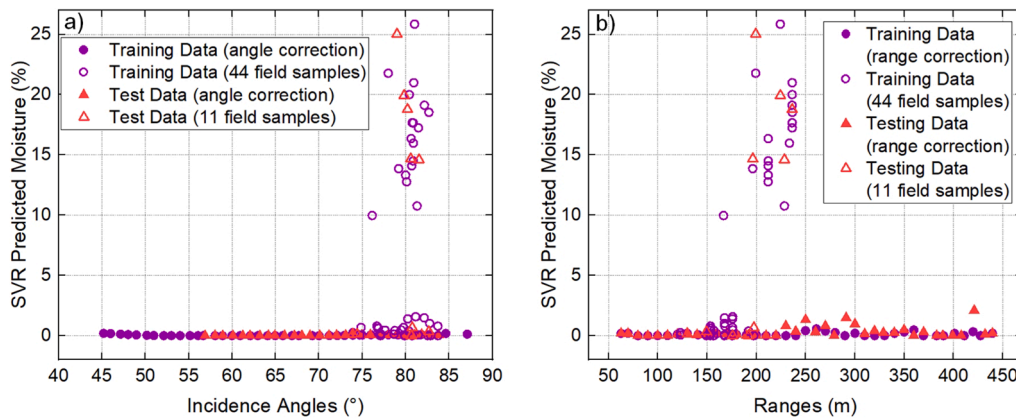 a)
25
20
15
10
5
0
SVR Predicted Moisture (%)
Training Data (angle correction)
Training Data (44 field samples)
Test Data (angle correction)
Test Data (11 field samples)
40 45 50 55 60 65 70 75 80 85 90
Incidence Angles (°)
b)
25
20
15
10
5
0
SVR Predicted Moisture (%)
Training Data
(range correction)
Training Data
(44 field samples)
Testing Data
(range correction)
Testing Data
(11 field samples)
50 100 150 200 250 300 350 400 450
Ranges (m)